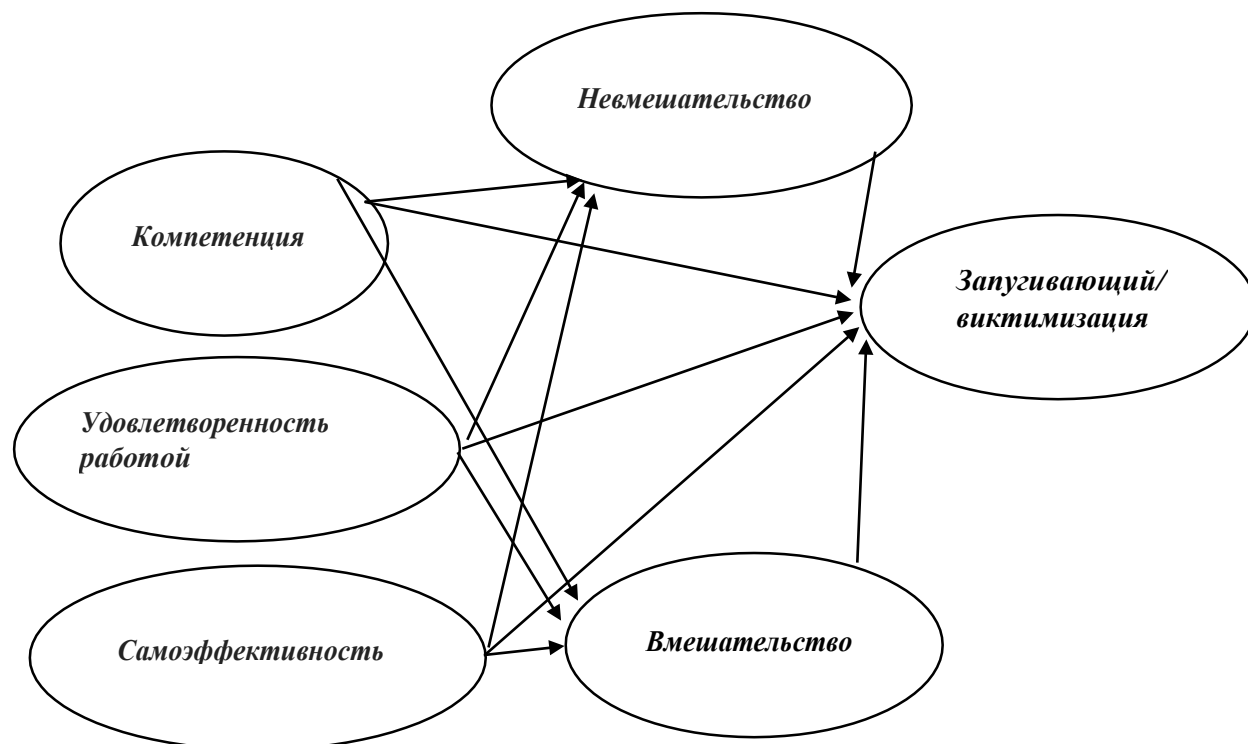 Невмешательство
Компетенция
Запугивающий/
виктимизация
Удовлетворенность
работой
Самоэффективность
Вмешательство